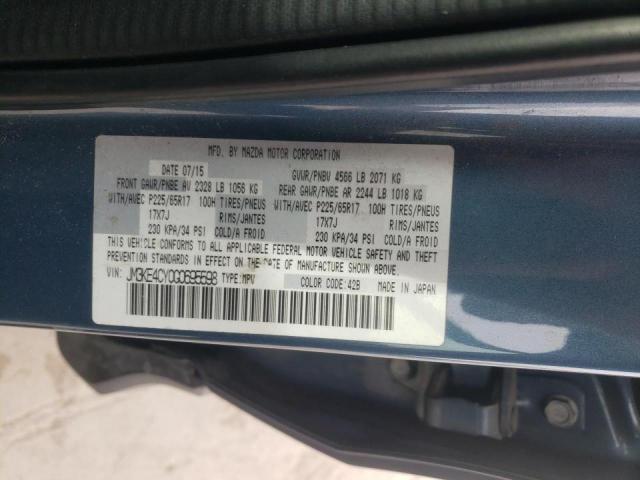 MFD. BY MAZDA MOTOR CORPORATION
DATE 07/15 GVWR/PNBV 4566 LB 2071 KG
FRONT GAWR/PNBE AV 2328 LB 1056 KG REAR GAWR/PNBE AR 2244 LB 1018 KG
WITH/AVEC P225/65R17 100H TIRES/PNEUS WITH/AVEC P225/65R17 100H TIRES/PNEUS
17X7J RIMS/JANTES 17X7J RIMS/JANTES
230 KPA/34 PSI COLD/A FROID 230 KPA/34 PSI COLD/A FROID
THIS VEHICLE CONFORMS TO ALL APPLICABLE FEDERAL MOTOR VEHICLE SAFETY AND THEFT
PREVENTION STANDARDS IN EFFECT ON THE DATE OF MANUFACTURE SHOWN ABOVE.
VIN: JM3KE4CY0G0695598 TYPE: MPV COLOR CODE: 42B MADE IN JAPAN